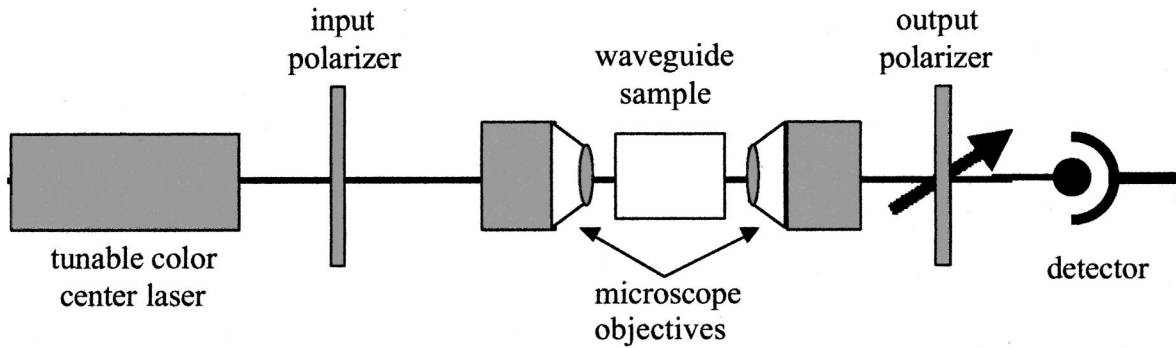 input
polarizer
waveguide
sample
output
polarizer
tunable color
center laser
microscope
objectives
detector